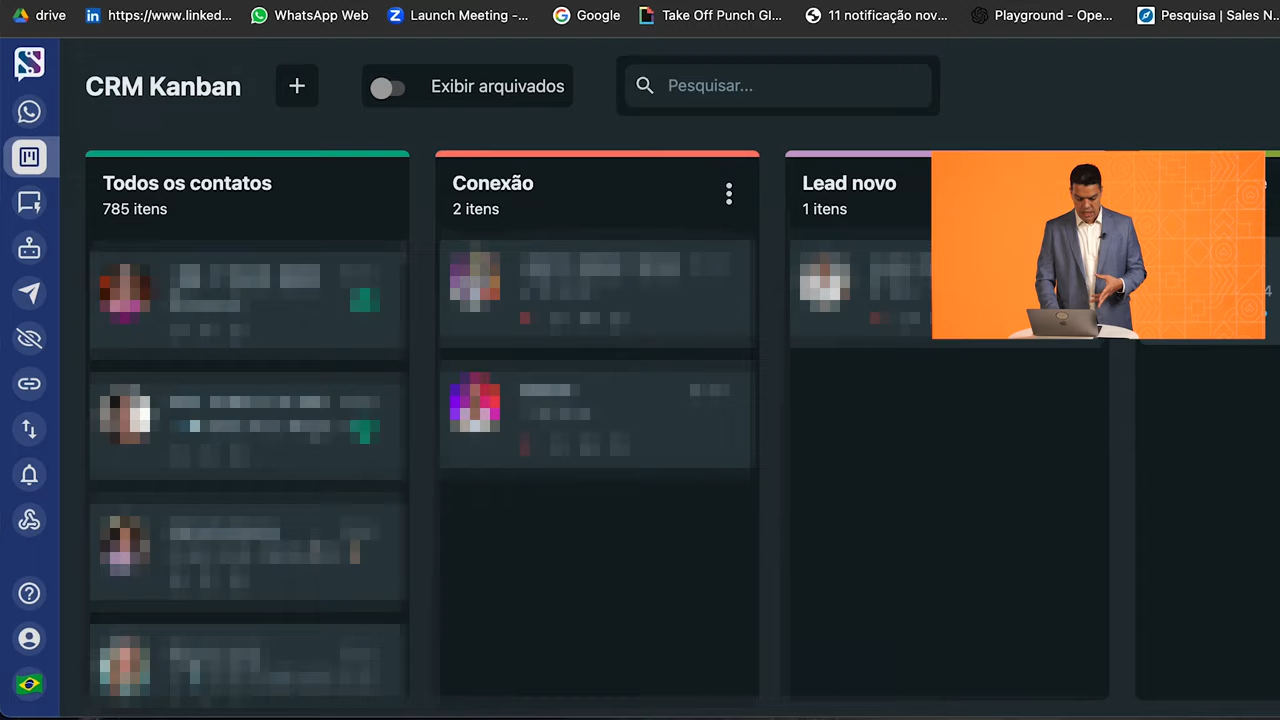 drive
https://www.linked...
WhatsApp Web
Launch Meeting -...
Google
Take Off Punch Gl...
11 notificação nov...
Playground - Ope...
Pesquisa | Sales N...
CRM Kanban
+
Exibir arquivados
Pesquisar...
Todos os contatos
785 itens
Conexão
2 itens
Lead novo
1 itens